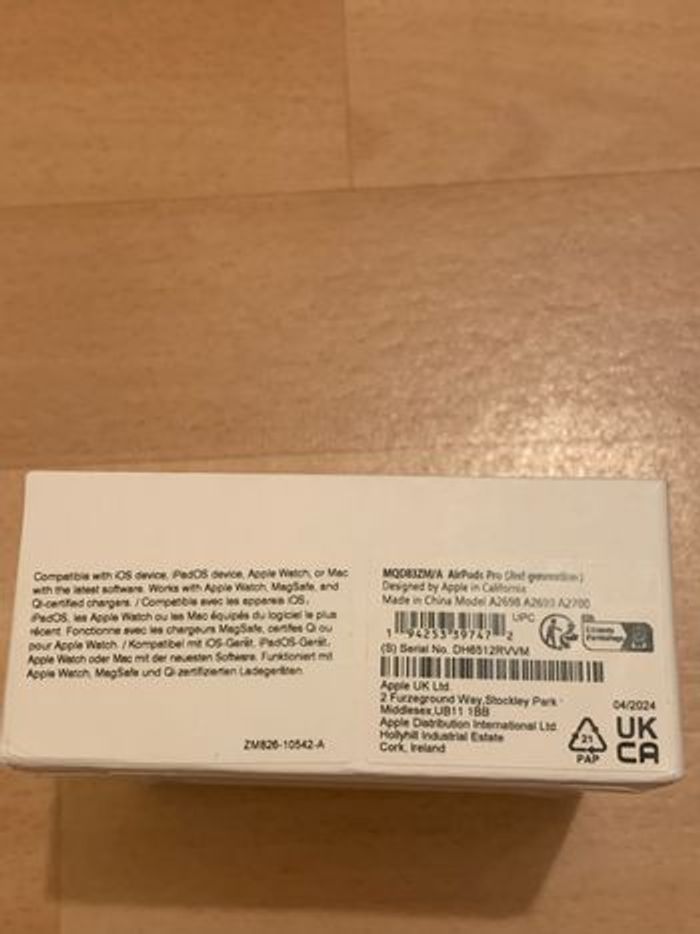 Compatible with iOS device, iPadOS device, Apple Watch, or Mac
with the latest software. Works with Apple Watch, MagSafe, and
Qi-certified chargers. / Compatible avec les appareils iOS,
iPadOS, les Apple Watch ou les Mac équipés du logiciel le plus
récent. Fonctionne avec les chargeurs MagSafe, certifiés Qi ou
pour Apple Watch. / Kompatibel mit iOS-Gerät, iPadOS-Gerät,
Apple Watch oder Mac mit der neuesten Software. Funktioniert mit
Apple Watch, MagSafe und Qi-zertifizierten Ladegeräten.
ZM826-10542-A
MQD83ZM/A AirPods Pro (2nd generation)
Designed by Apple in California
Made in China Model A2698 A2699 A2700
UPC
1 94253 39747 2
(S) Serial No. DH6512RVVM
Apple UK Ltd.
2 Furzeground Way,Stockley Park
Middlesex,UB11 1BB
Apple Distribution International Ltd
Hollyhill Industrial Estate
Cork, Ireland
04/2024
21
PAP
UK
CA